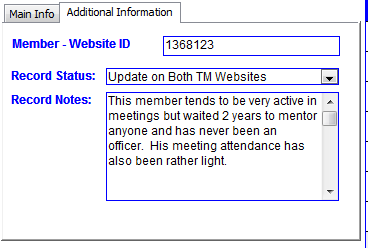 Main Info Additional Information
Member - Website ID 1368123
Record Status: Update on Both TM Websites
Record Notes: This member tends to be very active in
meetings but waited 2 years to mentor
anyone and has never been an
officer.  His meeting attendance has
also been rather light.